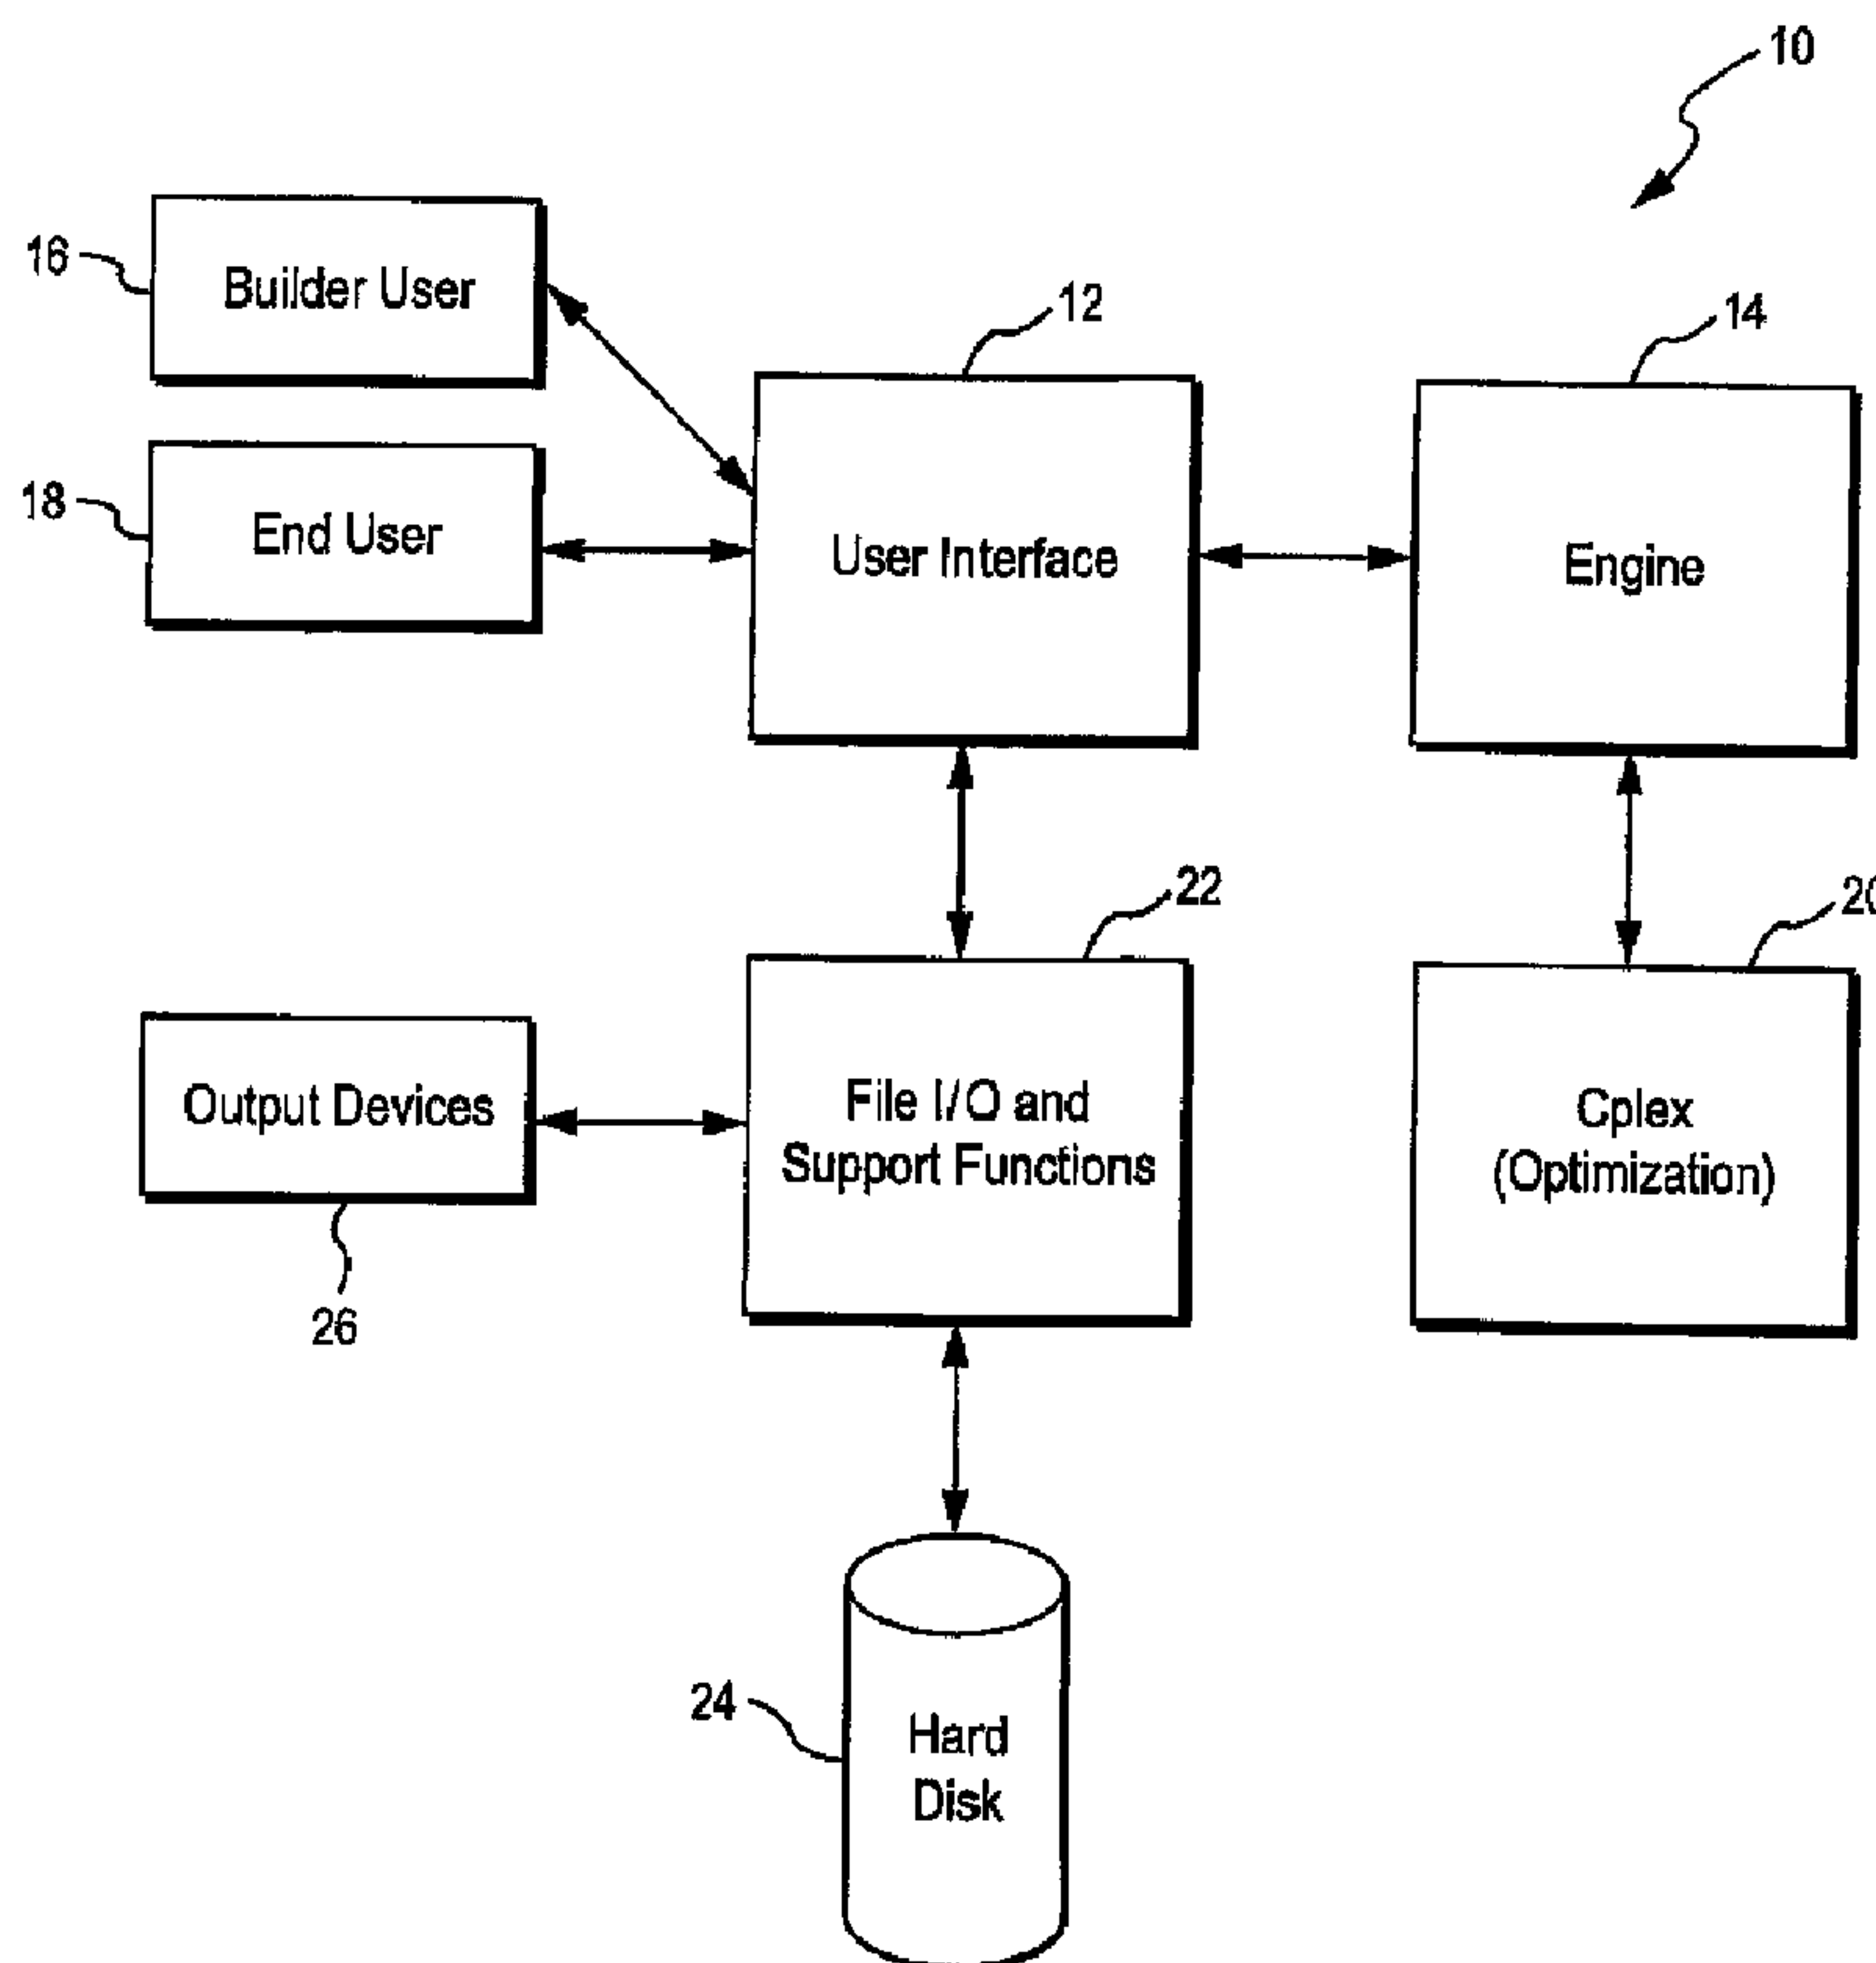 10
16
Builder User
12
14
18
End User
User Interface
Engine
22
20
Output Devices
File I/O and
Support Functions
Cplex
(Optimization)
26
24
Hard
Disk